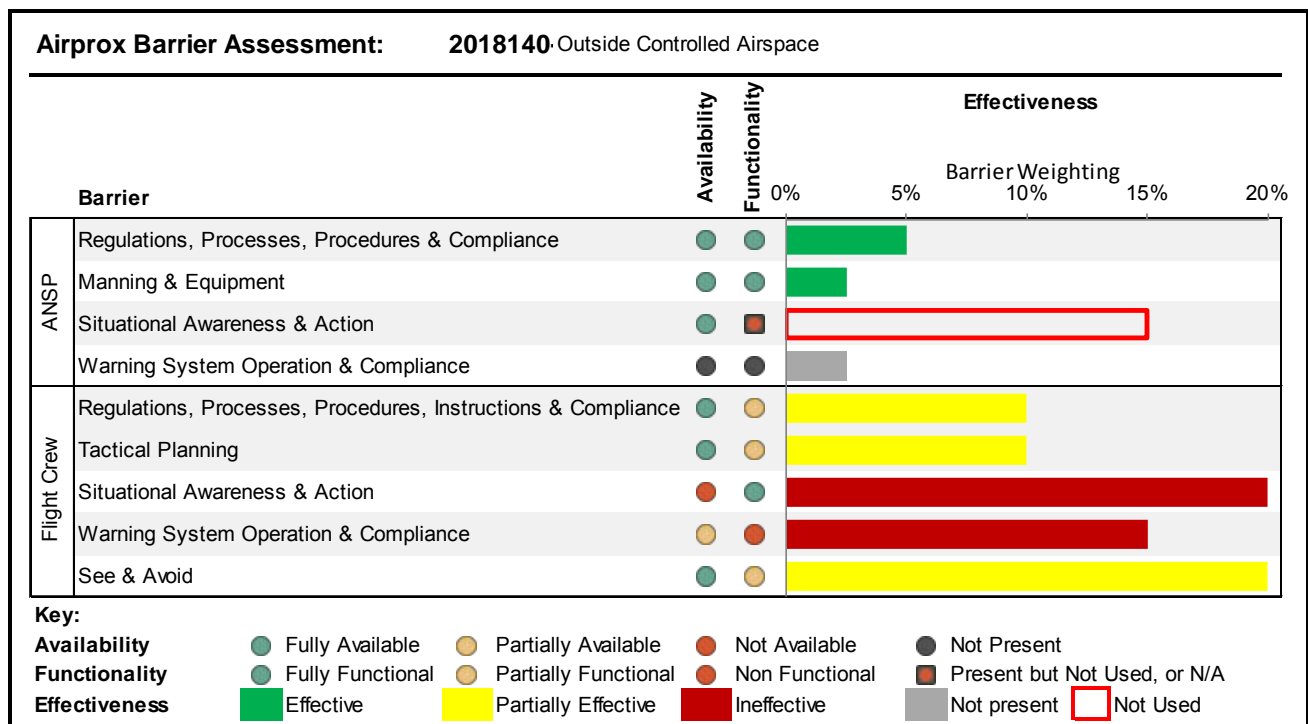 Airprox Barrier Assessment: 2018140- Outside Controlled Airspace
Availability
Functionality
Effectiveness
Barrier Weighting
Barrier
0% 5% 10% 15% 20%
ANSP
Regulations, Processes, Procedures & Compliance
Manning & Equipment
Situational Awareness & Action
Warning System Operation & Compliance
Flight Crew
Regulations, Processes, Procedures, Instructions & Compliance
Tactical Planning
Situational Awareness & Action
Warning System Operation & Compliance
See & Avoid
Key:
Availability Fully Available Partially Available Not Available Not Present
Functionality Fully Functional Partially Functional Non Functional Present but Not Used, or N/A
Effectiveness Effective Partially Effective Ineffective Not present Not Used